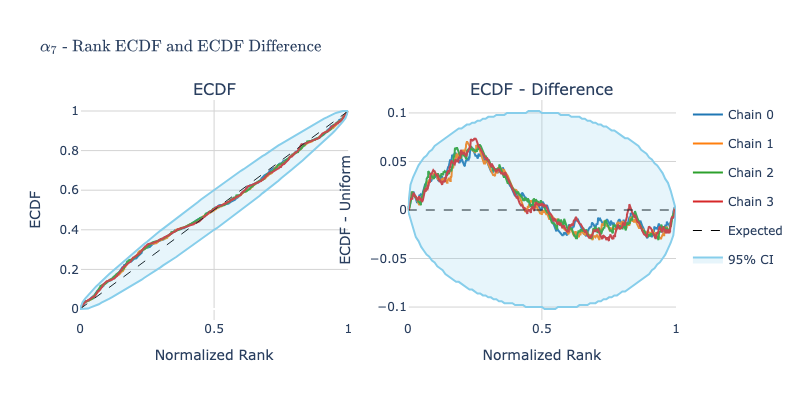 α₇ - Rank ECDF and ECDF Difference
ECDF
ECDF
1
0.8
0.6
0.4
0.2
0
0
0.5
1
Normalized Rank
ECDF - Difference
ECDF - Uniform
0.1
0.05
0
−0.05
−0.1
0
0.5
1
Normalized Rank
Chain 0
Chain 1
Chain 2
Chain 3
Expected
95% CI